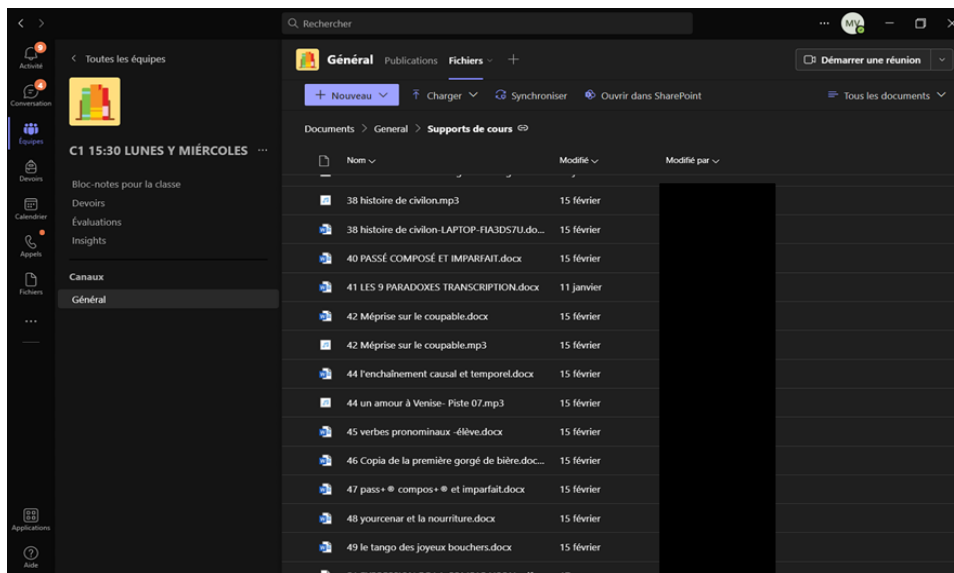 Rechercher
MV
Activité
9
Conversation
4
Équipes
Devoirs
Calendrier
Appels
Fichiers
Applications
Aide
Toutes les équipes
C1 15:30 LUNES Y MIÉRCOLES ...
Bloc-notes pour la classe
Devoirs
Évaluations
Insights
Canaux
Général
Général Publications Fichiers
Démarrer une réunion
Nouveau Charger Synchroniser Ouvrir dans SharePoint Tous les documents
Documents > General > Supports de cours
Nom Modifié Modifié par
38 histoire de civilon.mp3 15 février
38 histoire de civilon-LAPTOP-FIA3DS7U.do... 15 février
40 PASSÉ COMPOSÉ ET IMPARFAIT.docx 15 février
41 LES 9 PARADOXES TRANSCRIPTION.docx 11 janvier
42 Méprise sur le coupable.docx 15 février
42 Méprise sur le coupable.mp3 15 février
44 l'enchaînement causal et temporel.docx 15 février
44 un amour à Venise- Piste 07.mp3 15 février
45 verbes pronominaux -élève.docx 15 février
46 Copia de la première gorgé de bière.doc... 15 février
47 pass+® compos+® et imparfait.docx 15 février
48 yourcenar et la nourriture.docx 15 février
49 le tango des joyeux bouchers.docx 15 février